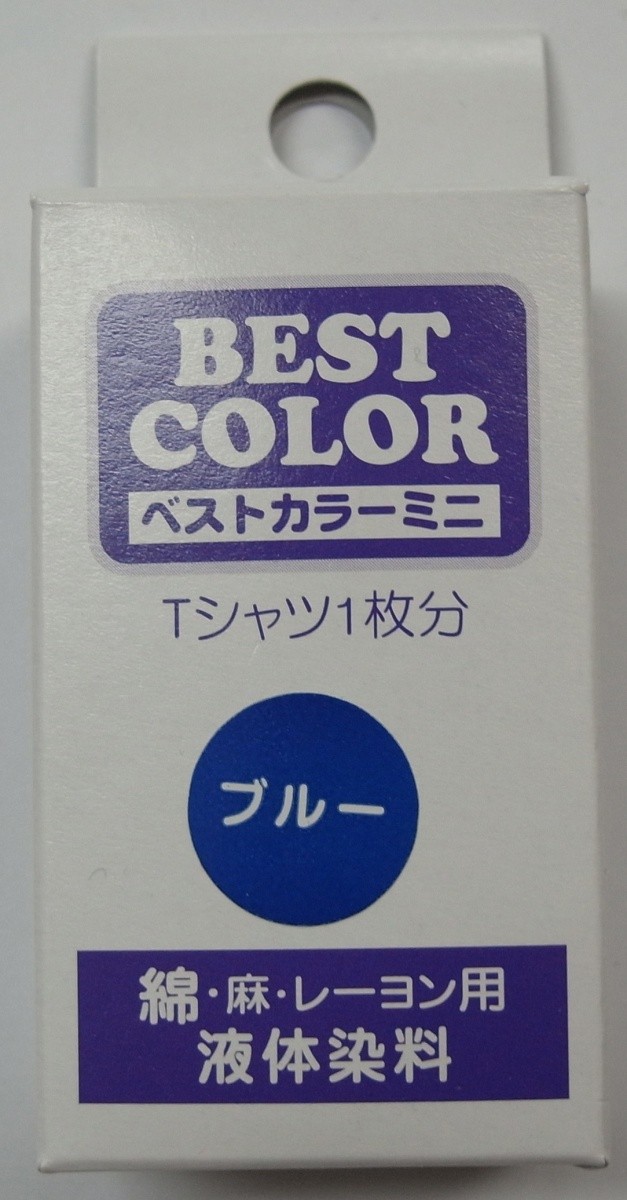 BEST
COLOR
ベストカラーミニ
Tシャツ1枚分
ブルー
綿・麻・レーヨン用
液体染料